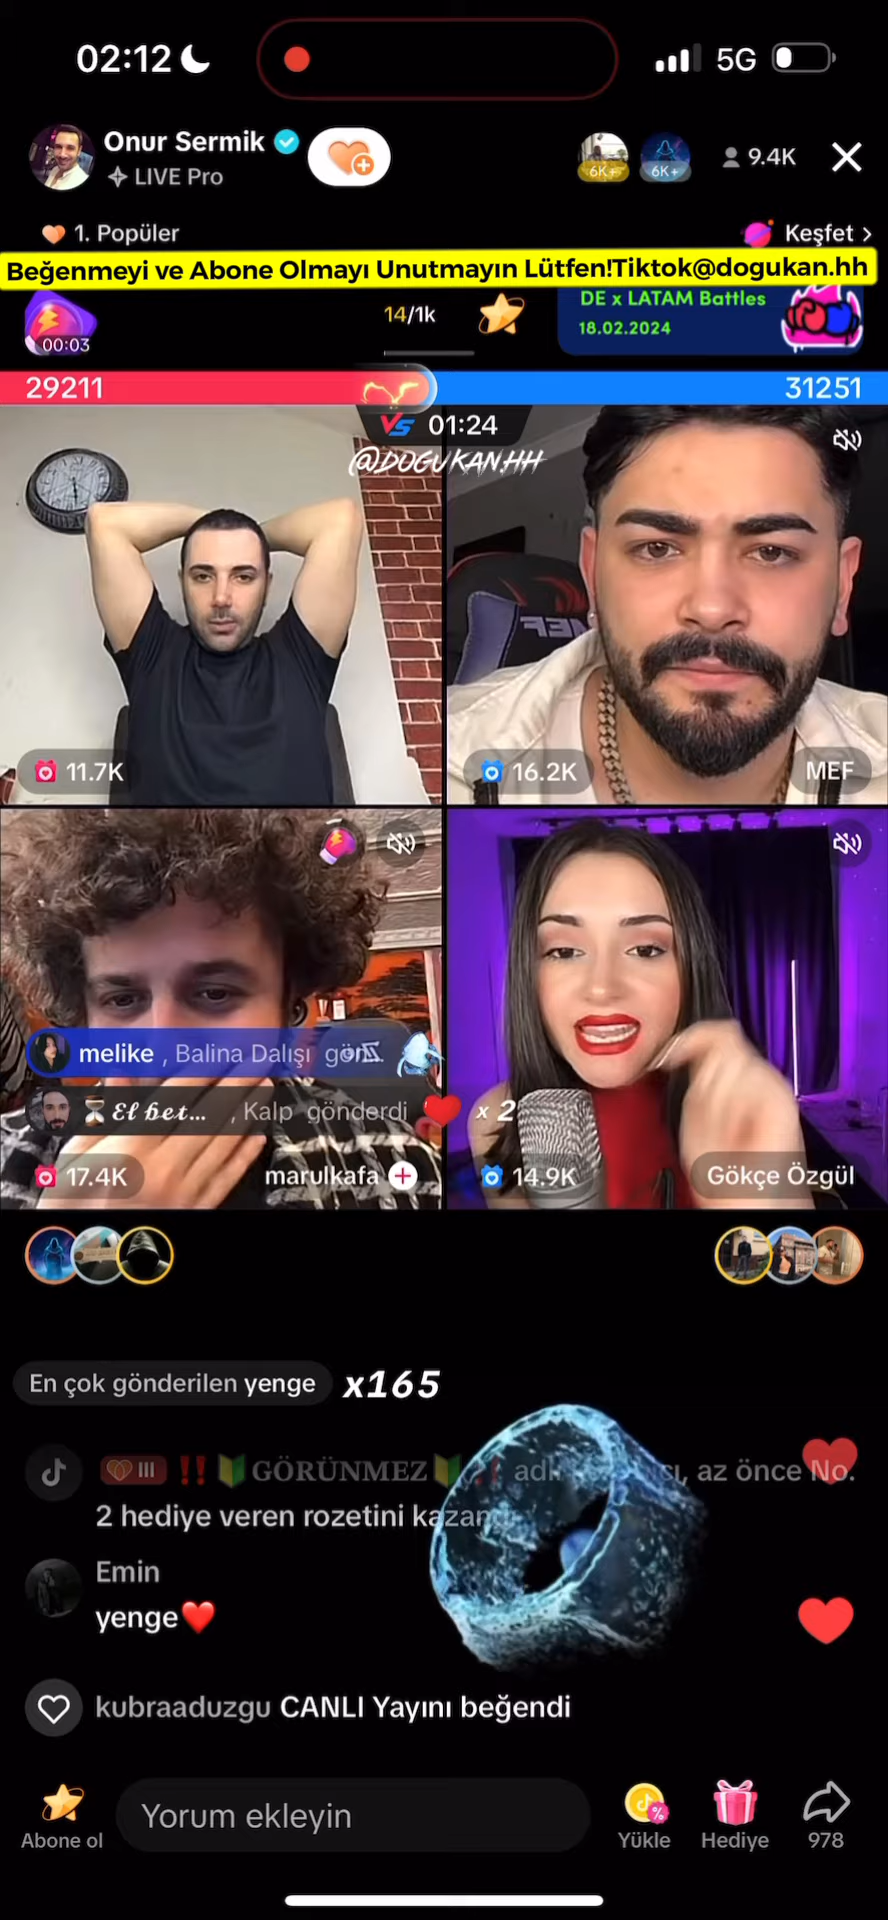 02:12
5G
Onur Sermik
LIVE Pro
6K+
6K+
9.4K
1. Popüler
Keşfet >
Beğenmeyi ve Abone Olmayı Unutmayın Lütfen!Tiktok@dogukan.hh
00:03
14/1k
DE x LATAM Battles
18.02.2024
29211
31251
VS 01:24
@DOGUKAN.HH
11.7K
16.2K
MEF
melike , Balina Dalışı
, Kalp gönderdi x 2
17.4K
marulkafa
14.9K
Gökçe Özgül
En çok gönderilen yenge x165
III GÖRÜNMEZ az önce No.
2 hediye veren rozetini
Emin
yenge
kubraaduzgu CANLI Yayını beğendi
Abone ol
Yorum ekleyin
Yükle
Hediye
978